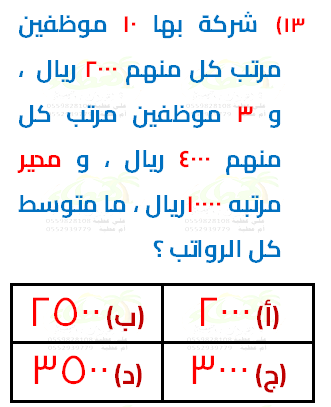 ١٣) شركة بها ١٠ موظفين
مرتب كل منهم ٢٠٠٠ ريال ،
و ٣ موظفين مرتب كل
منهم ٤٠٠٠ ريال ، و مدير
مرتبه ١٠٠٠٠ريال ، ما متوسط
كل الرواتب ؟
(أ) ٢٠٠٠ (ب) ٢٥٠٠
(ج) ٣٠٠٠ (د) ٣٥٠٠